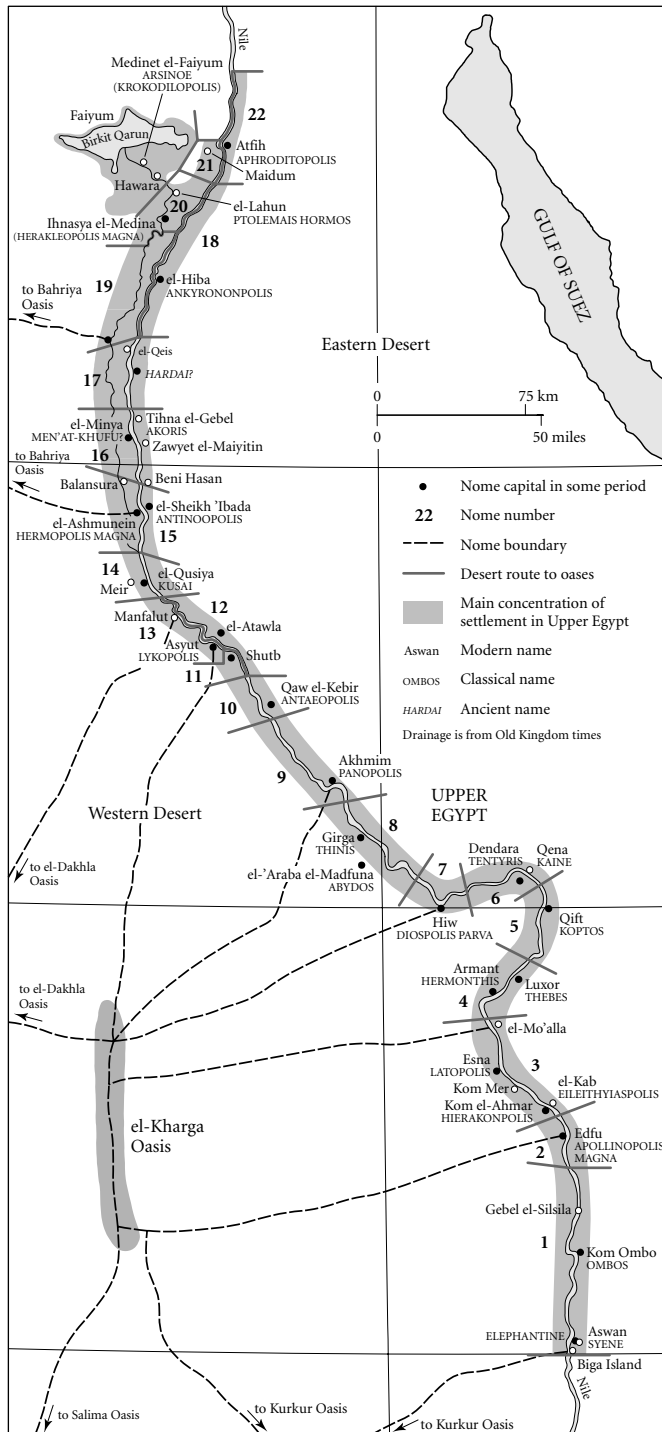 Nile
Medinet el-Faiyum
ARSINOE
(KROKODILOPOLIS)
22
Faiyum
Birkit Qarun
21
Atfih
APHRODITOPOLIS
Maidum
Hawara
20
el-Lahun
PTOLEMAIS HORMOS
Ihnasya el-Medina
(HERAKLEOPOLIS MAGNA)
18
19
el-Hiba
ANKYRONONPOLIS
to Bahriya
Oasis
el-Qeis
17
HARDAI?
el-Minya
MEN'AT-KHUFU?
Tihna el-Gebel
AKORIS
Zawyet el-Maiyitin
16
to Bahriya
Oasis
Balansura
Beni Hasan
el-Sheikh 'Ibada
ANTINOOPOLIS
el-Ashmunein
HERMOPOLIS MAGNA
15
14
Meir
el-Qusiya
KUSAI
Manfalut
12
13
el-Atawla
Asyut
LYKOPOLIS
Shutb
11
10
Qaw el-Kebir
ANTAEOPOLIS
9
Akhmim
PANOPOLIS
Western Desert
UPPER
EGYPT
8
Girga
THINIS
el-'Araba el-Madfuna
ABYDOS
7
Dendara
TENTYRIS
Qena
KAINE
6
to el-Dakhla
Oasis
Hiw
DIOSPOLIS PARVA
5
Qift
KOPTOS
Armant
HERMONTHIS
Luxor
THEBES
4
to el-Dakhla
Oasis
el-Mo'alla
3
Esna
LATOPOLIS
Kom Mer
el-Kab
EILEITHYIASPOLIS
Kom el-Ahmar
HIERAKONPOLIS
el-Kharga
Oasis
Edfu
APOLLINOPOLIS
MAGNA
2
Gebel el-Silsila
1
Kom Ombo
OMBOS
ELEPHANTINE
Aswan
SYENE
Biga Island
Nile
to Salima Oasis
to Kurkur Oasis
to Kurkur Oasis
GULF OF SUEZ
Eastern Desert
0 75 km
0 50 miles
Nome capital in some period
22 Nome number
Nome boundary
Desert route to oases
Main concentration of
settlement in Upper Egypt
Aswan Modern name
OMBOS Classical name
HARDAI Ancient name
Drainage is from Old Kingdom times